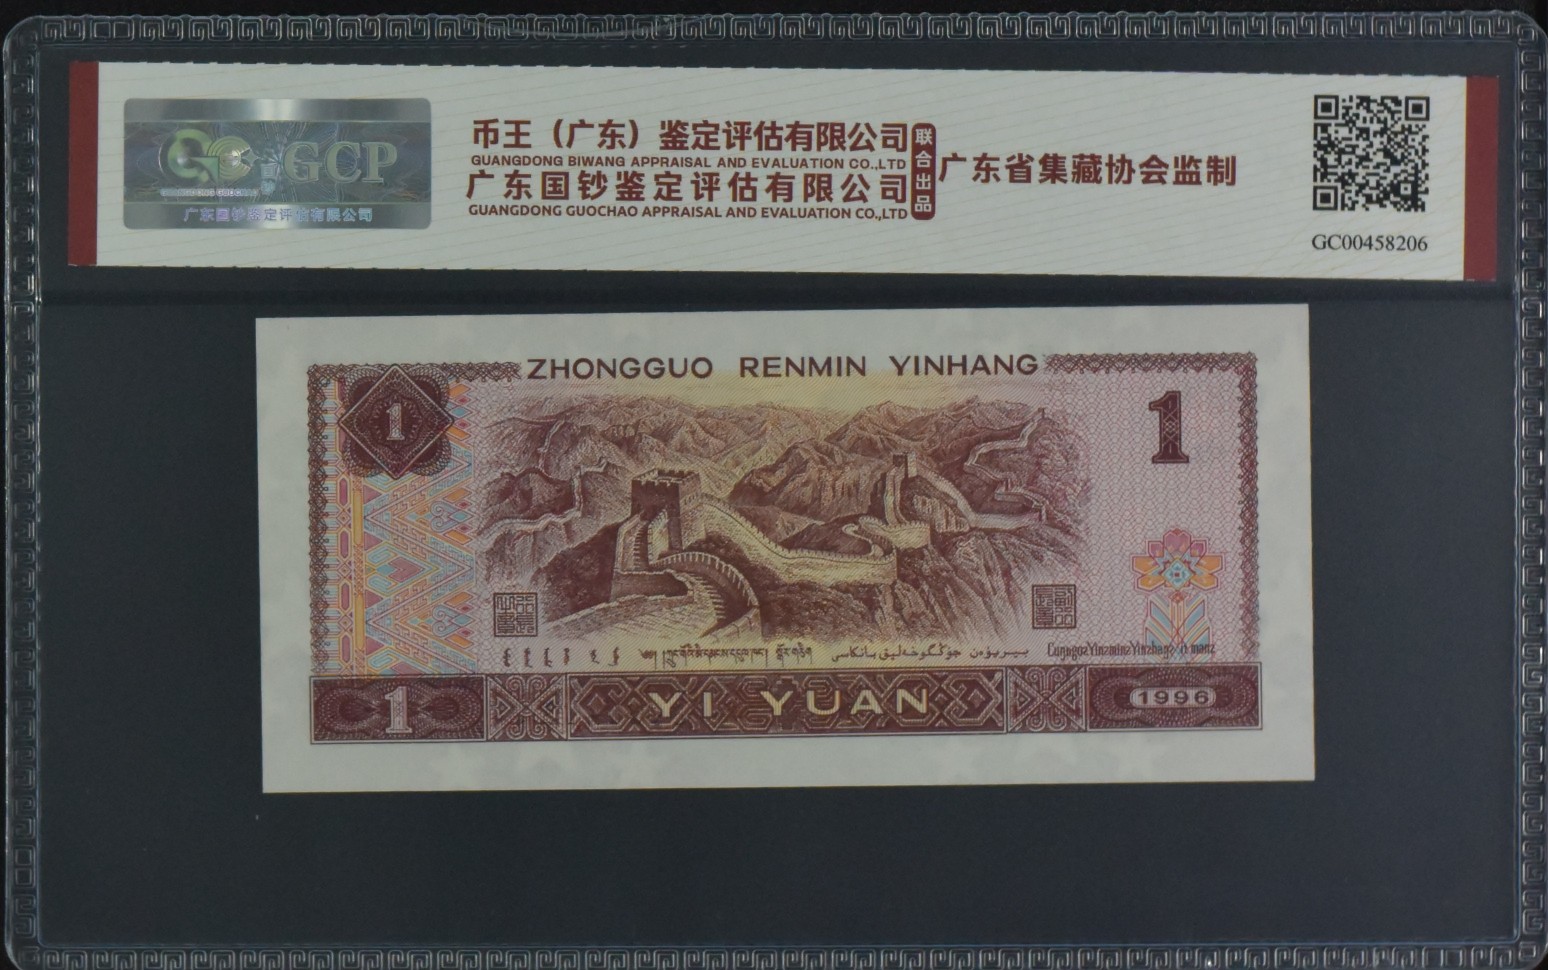 GCP
广东国钞鉴定评估有限公司
币王（广东）鉴定评估有限公司
GUANGDONG BIWANG APPRAISAL AND EVALUATION CO.,LTD
广东国钞鉴定评估有限公司
GUANGDONG GUOCHAO APPRAISAL AND EVALUATION CO.,LTD
联合出品
广东省集藏协会监制
GC00458206
ZHONGGUO RENMIN YINHANG
1
1
1 YI YUAN 1996